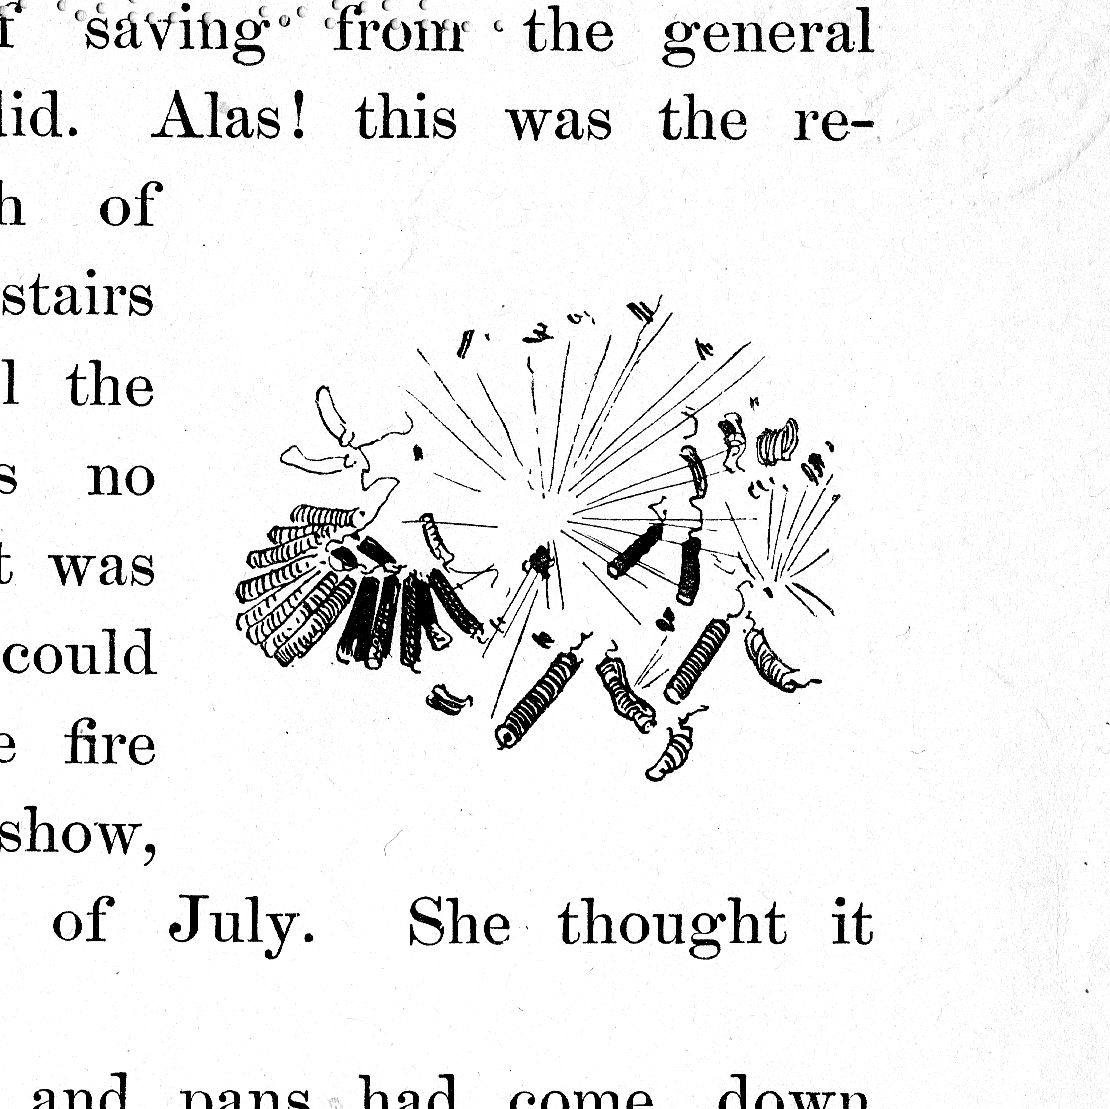 f saving from the general
lid. Alas! this was the re-
h of
stairs
l the
s no
t was
could
e fire
show,
of July. She thought it
and pans had come down